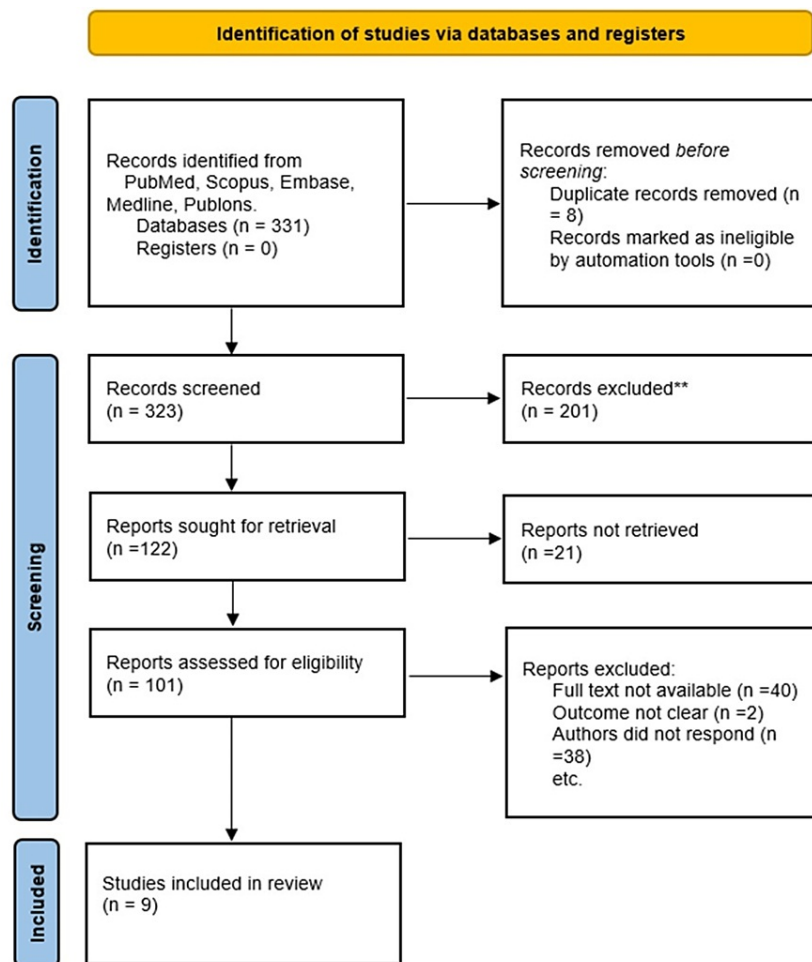 Identification of studies via databases and registers
Identification
Records identified from
PubMed, Scopus, Embase,
Medline, Publons.
Databases (n = 331)
Registers (n = 0)
Records removed before
screening:
Duplicate records removed (n
= 8)
Records marked as ineligible
by automation tools (n =0)
Screening
Records screened
(n = 323)
Records excluded**
(n = 201)
Reports sought for retrieval
(n =122)
Reports not retrieved
(n =21)
Reports assessed for eligibility
(n = 101)
Reports excluded:
Full text not available (n =40)
Outcome not clear (n =2)
Authors did not respond (n
=38)
etc.
Included
Studies included in review
(n = 9)